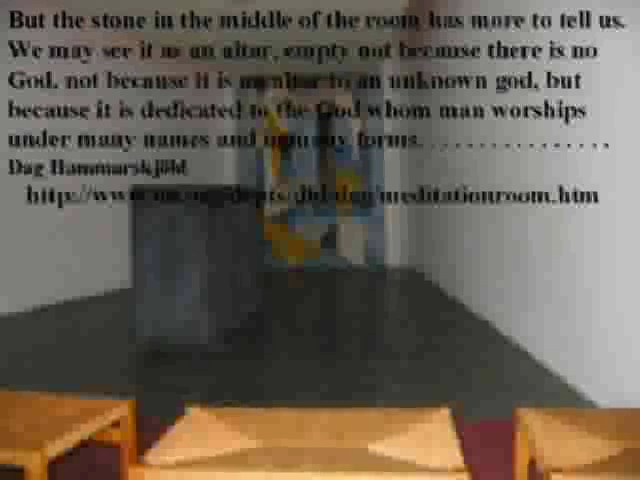 But the stone in the middle of the room has more to tell us.
We may see it as an altar, empty not because there is no
God, not because it is an altar to an unknown god, but
because it is dedicated to the God whom man worships
under many names and in many forms. . . . . . . . . . . . . . . .
Dag Hammarskjöld
meditationroom.htm